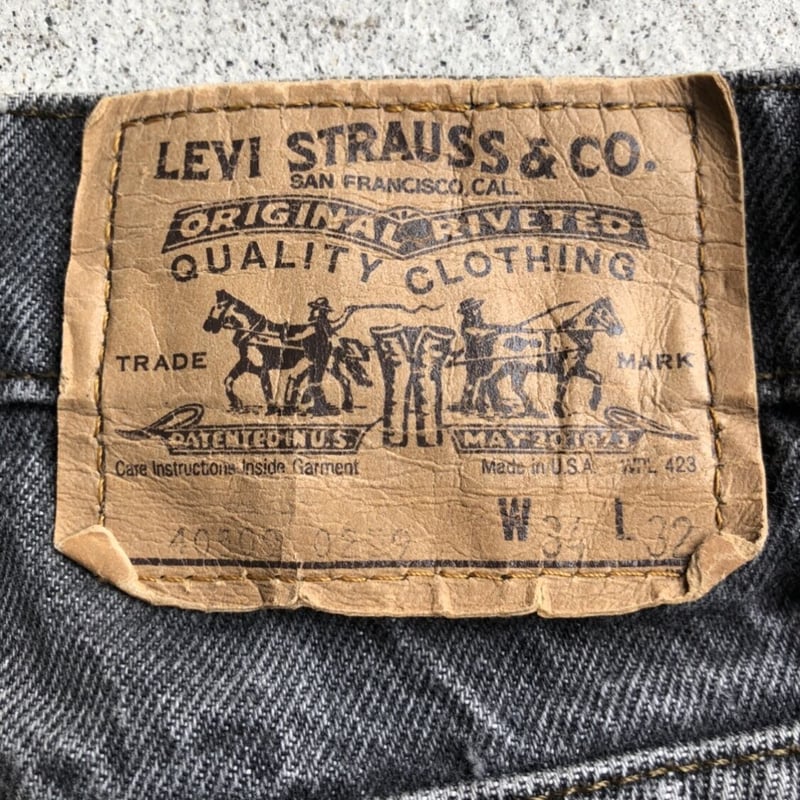 LEVI STRAUSS & CO.
SAN FRANCISCO, CAL.
ORIGINAL RIVETED
QUALITY CLOTHING
TRADE MARK
PATENTED IN U.S. MAY 20 1873
Care Instructions Inside Garment Made in U.S.A. WPL 423
W L 32